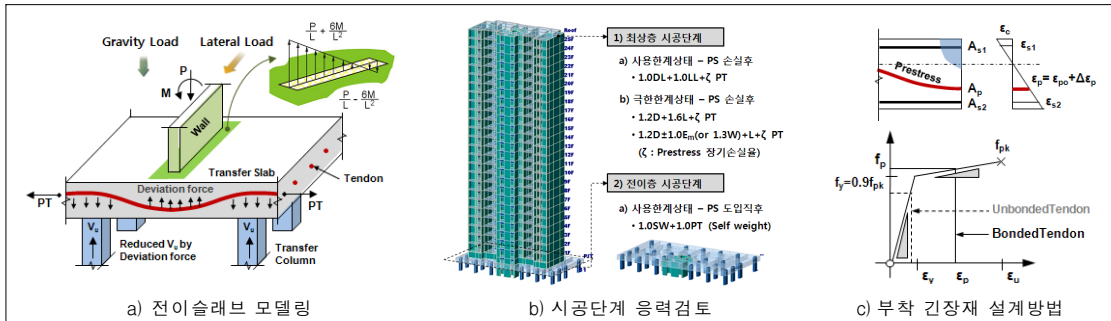 Gravity Load
Lateral Load
P
M
P/L + 6M/L²
P/L - 6M/L²
Wall
Transfer Slab
Deviation force
Tendon
PT
PT
Vu
Vu
Reduced Vu by
Deviation force
Transfer
Column
a) 전이슬래브 모델링
1) 최상층 시공단계
a) 사용한계상태 – PS 손실후
• 1.0DL+1.0LL+ζ PT
b) 극한한계상태 – PS 손실후
• 1.2D+1.6L+ζ PT
• 1.2D±1.0Em(or 1.3W)+L+ζ PT
(ζ : Prestress 장기손실율)
2) 전이층 시공단계
a) 사용한계상태 – PS 도입직후
• 1.0SW+1.0PT (Self weight)
b) 시공단계 응력검토
εc
As1
εs1
Prestress
Ap
εp= εpo+Δεp
As2
εs2
fpk
fp
fy=0.9fpk
UnbondedTendon
BondedTendon
εy
εp
εu
c) 부착 긴장재 설계방법